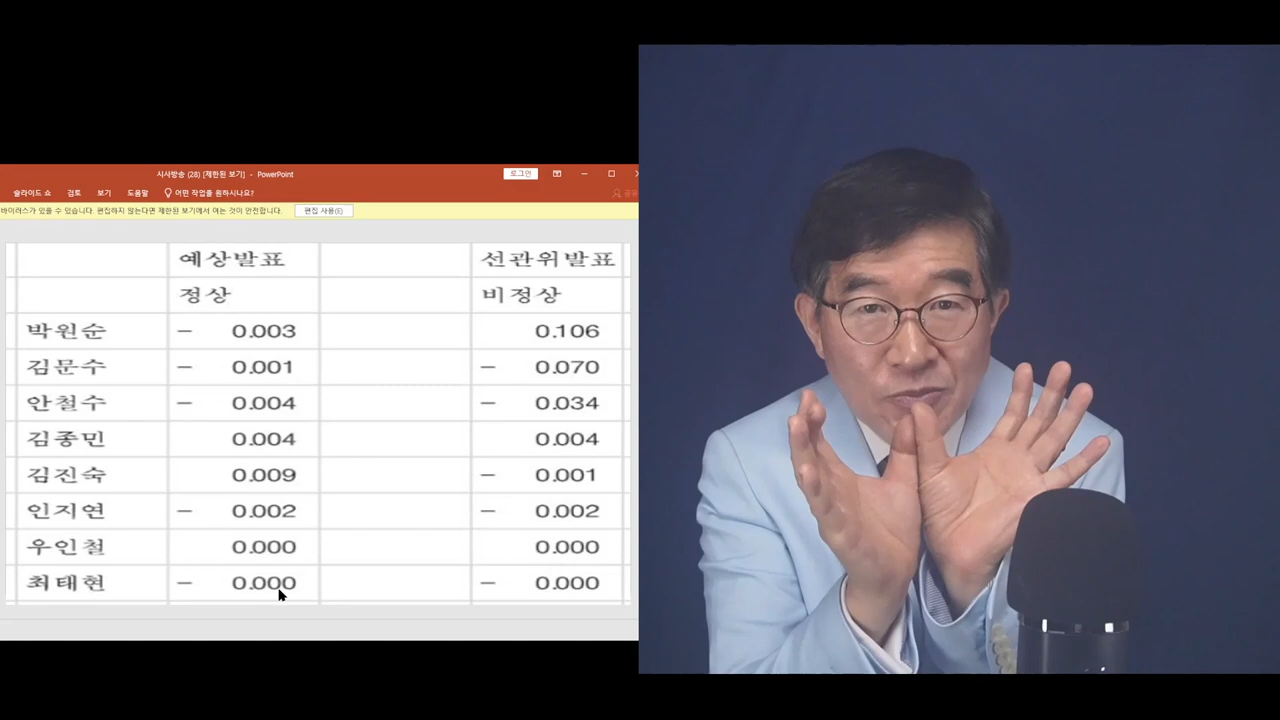 시사방송 (28) [제한된 보기] - PowerPoint
로그인
슬라이드 쇼 검토 보기 도움말 어떤 작업을 원하시나요?
바이러스가 있을 수 있습니다. 편집하지 않는다면 제한된 보기에서 여는 것이 안전합니다. 편집 사용(E)
예상발표 선관위발표
정상 비정상
박원순 - 0.003 0.106
김문수 - 0.001 - 0.070
안철수 - 0.004 - 0.034
김종민 0.004 0.004
김진숙 0.009 - 0.001
인지연 - 0.002 - 0.002
우인철 0.000 0.000
최태현 - 0.000 - 0.000